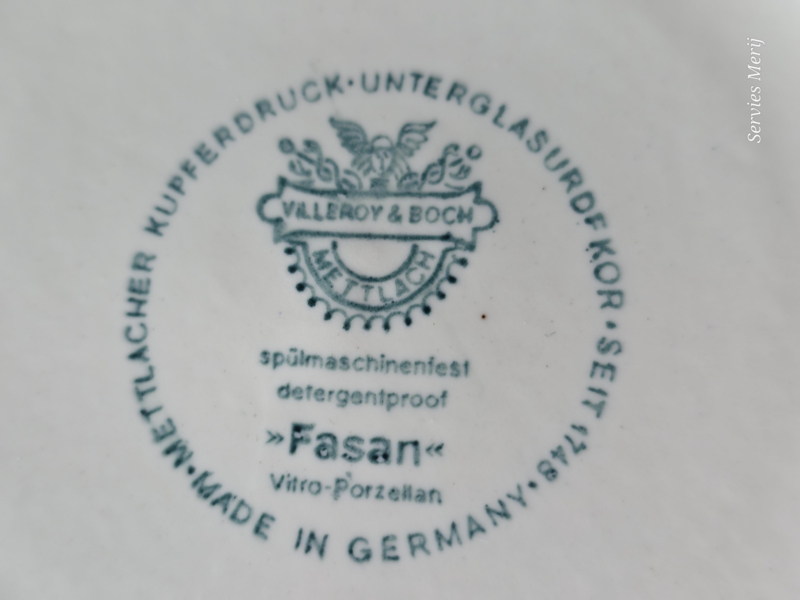 METTLACHER KUPFERDRUCK·UNTERGLASURDEKOR·SEIT 1748·
MADE IN GERMANY·
VILLEROY & BOCH
METTLACH
spülmaschinenfest
detergentproof
»Fasan«
Vitro-Porzellan
Servies Merij